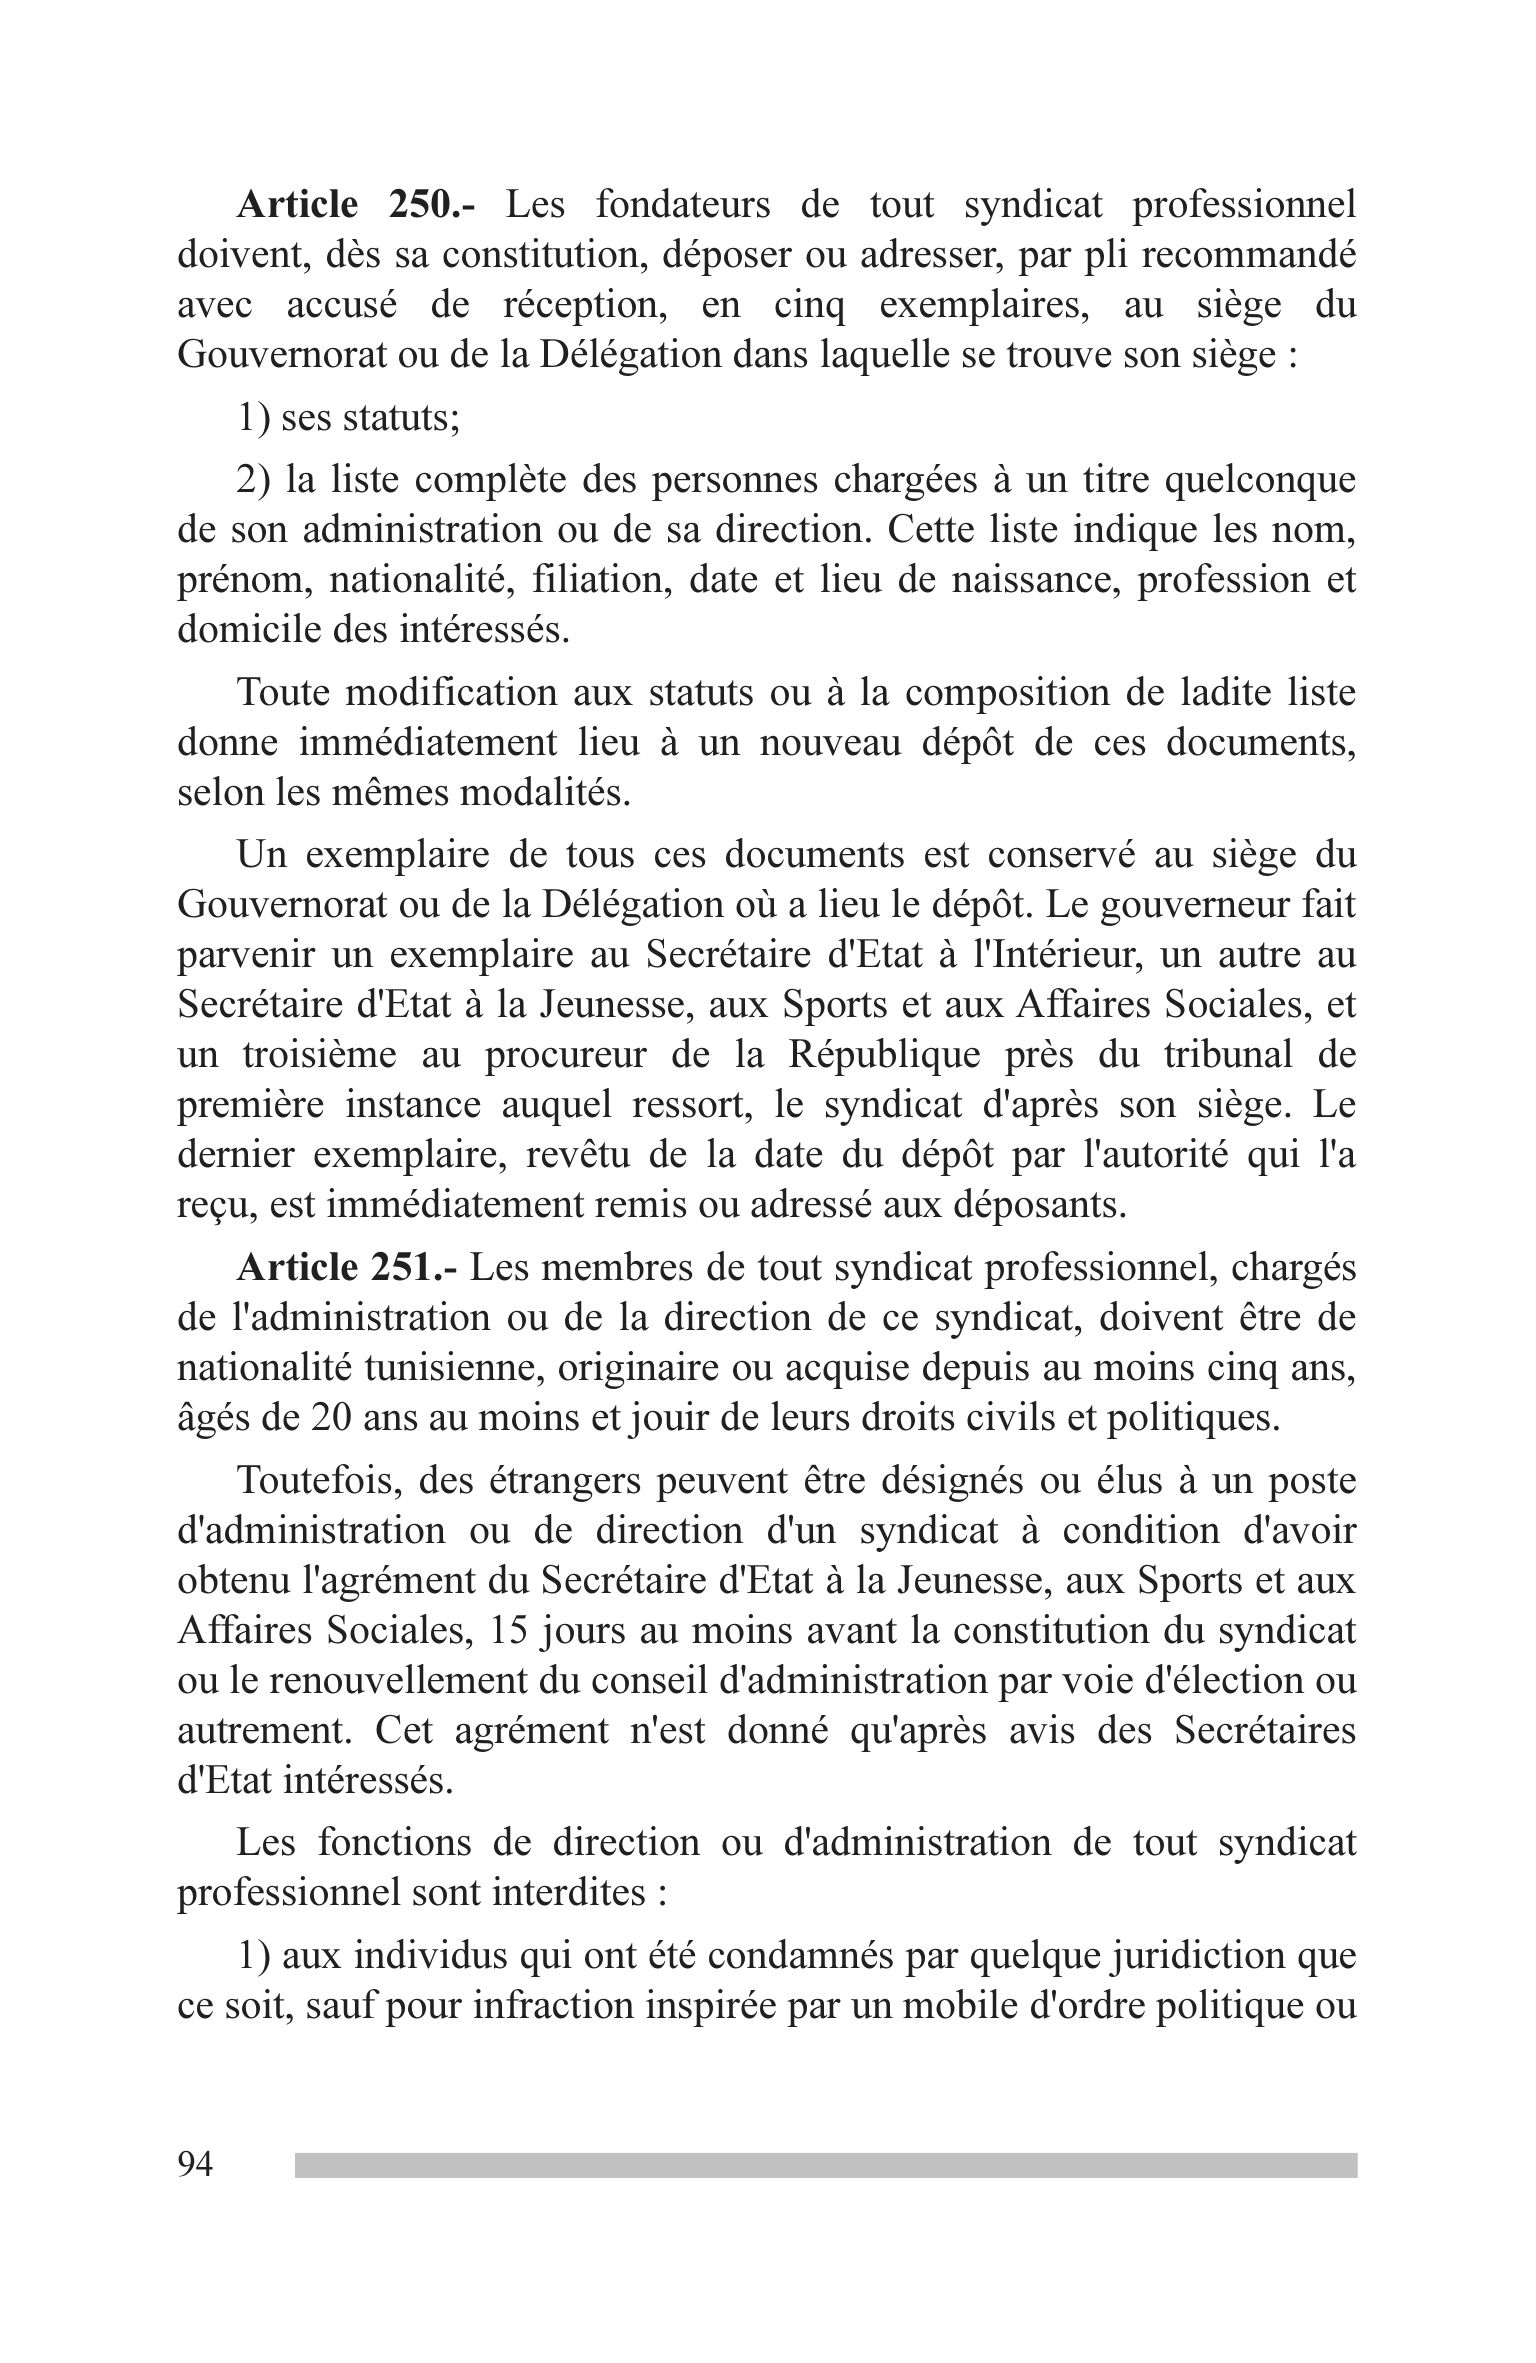 Article 250.- Les fondateurs de tout syndicat professionnel
doivent, dès sa constitution, déposer ou adresser, par pli recommandé
avec accusé de réception, en cinq exemplaires, au siège du
Gouvernorat ou de la Délégation dans laquelle se trouve son siège :
1) ses statuts;
2) la liste complète des personnes chargées à un titre quelconque
de son administration ou de sa direction. Cette liste indique les nom,
prénom, nationalité, filiation, date et lieu de naissance, profession et
domicile des intéressés.
Toute modification aux statuts ou à la composition de ladite liste
donne immédiatement lieu à un nouveau dépôt de ces documents,
selon les mêmes modalités.
Un exemplaire de tous ces documents est conservé au siège du
Gouvernorat ou de la Délégation où a lieu le dépôt. Le gouverneur fait
parvenir un exemplaire au Secrétaire d'Etat à l'Intérieur, un autre au
Secrétaire d'Etat à la Jeunesse, aux Sports et aux Affaires Sociales, et
un troisième au procureur de la République près du tribunal de
première instance auquel ressort, le syndicat d'après son siège. Le
dernier exemplaire, revêtu de la date du dépôt par l'autorité qui l'a
reçu, est immédiatement remis ou adressé aux déposants.
Article 251.- Les membres de tout syndicat professionnel, chargés
de l'administration ou de la direction de ce syndicat, doivent être de
nationalité tunisienne, originaire ou acquise depuis au moins cinq ans,
âgés de 20 ans au moins et jouir de leurs droits civils et politiques.
Toutefois, des étrangers peuvent être désignés ou élus à un poste
d'administration ou de direction d'un syndicat à condition d'avoir
obtenu l'agrément du Secrétaire d'Etat à la Jeunesse, aux Sports et aux
Affaires Sociales, 15 jours au moins avant la constitution du syndicat
ou le renouvellement du conseil d'administration par voie d'élection ou
autrement. Cet agrément n'est donné qu'après avis des Secrétaires
d'Etat intéressés.
Les fonctions de direction ou d'administration de tout syndicat
professionnel sont interdites :
1) aux individus qui ont été condamnés par quelque juridiction que
ce soit, sauf pour infraction inspirée par un mobile d'ordre politique ou
94